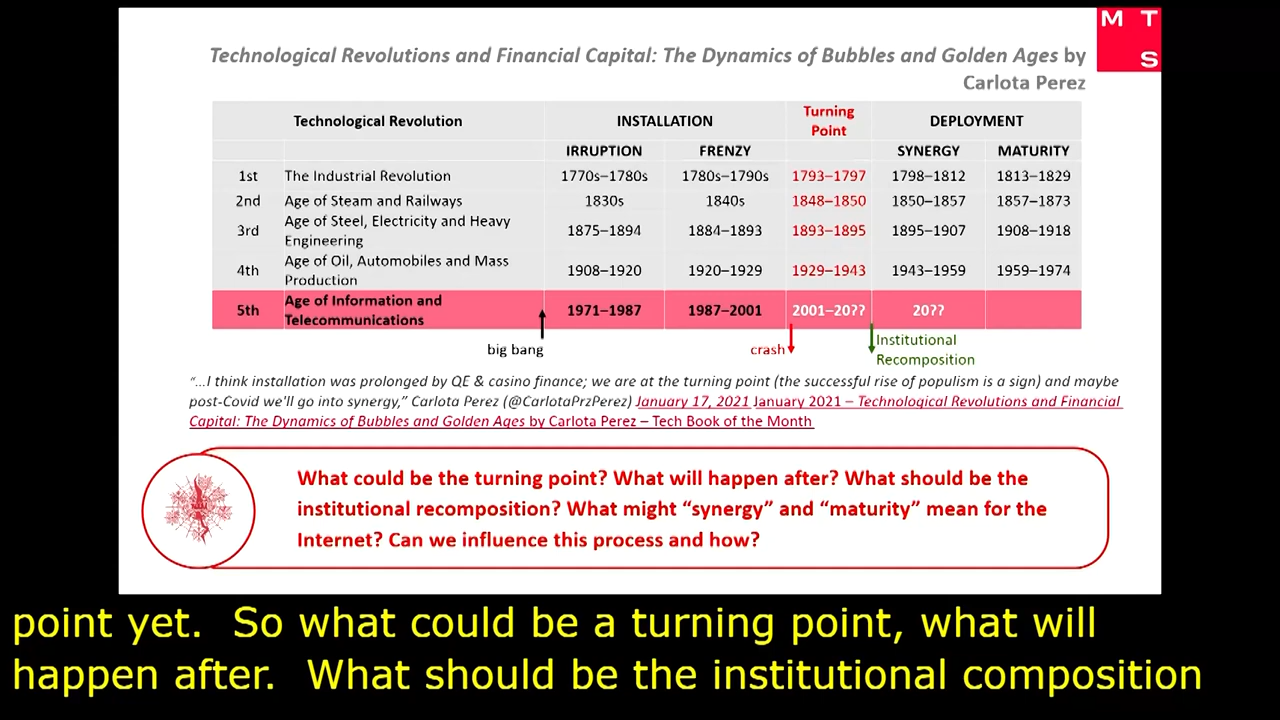 M T
S
Technological Revolutions and Financial Capital: The Dynamics of Bubbles and Golden Ages by
Carlota Perez
Technological Revolution INSTALLATION Turning Point DEPLOYMENT
IRRUPTION FRENZY SYNERGY MATURITY
1st The Industrial Revolution 1770s–1780s 1780s–1790s 1793–1797 1798–1812 1813–1829
2nd Age of Steam and Railways 1830s 1840s 1848–1850 1850–1857 1857–1873
3rd Age of Steel, Electricity and Heavy Engineering 1875–1894 1884–1893 1893–1895 1895–1907 1908–1918
4th Age of Oil, Automobiles and Mass Production 1908–1920 1920–1929 1929–1943 1943–1959 1959–1974
5th Age of Information and Telecommunications 1971–1987 1987–2001 2001–20?? 20??
big bang crash Institutional Recomposition
“…I think installation was prolonged by QE & casino finance; we are at the turning point (the successful rise of populism is a sign) and maybe
post-Covid we'll go into synergy,” Carlota Perez (@CarlotaPrzPerez) January 17, 2021 January 2021 – Technological Revolutions and Financial
Capital: The Dynamics of Bubbles and Golden Ages by Carlota Perez – Tech Book of the Month
What could be the turning point? What will happen after? What should be the
institutional recomposition? What might “synergy” and “maturity” mean for the
Internet? Can we influence this process and how?
point yet.  So what could be a turning point, what will
happen after.  What should be the institutional composition